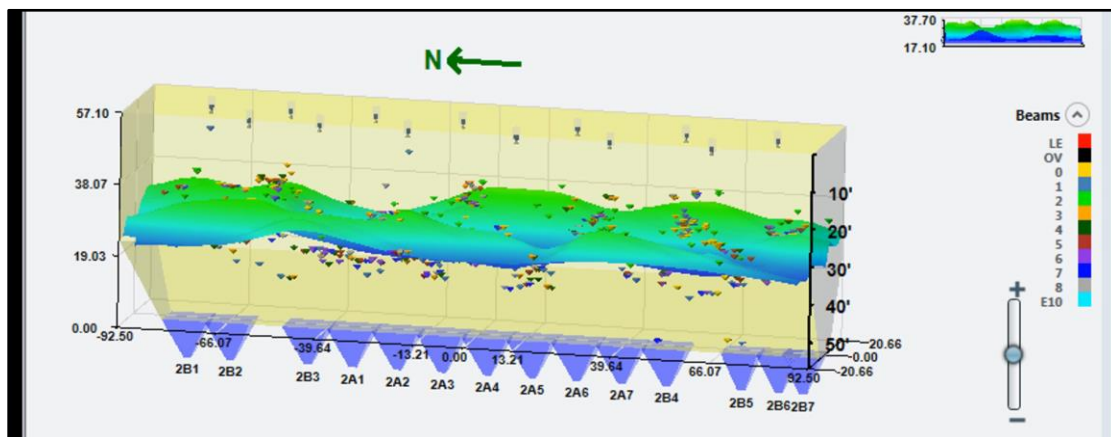 37.70
17.10
N
Beams
LE
OV
0
1
2
3
4
5
6
7
8
E10
57.10
38.07
19.03
0.00
-92.50
-66.07
-39.64
-13.21
0.00
13.21
39.64
66.07
92.50
10'
20'
30'
40'
50'
20.66
0.00
-20.66
2B1
2B2
2B3
2A1
2A2
2A3
2A4
2A5
2A6
2A7
2B4
2B5
2B6
2B7